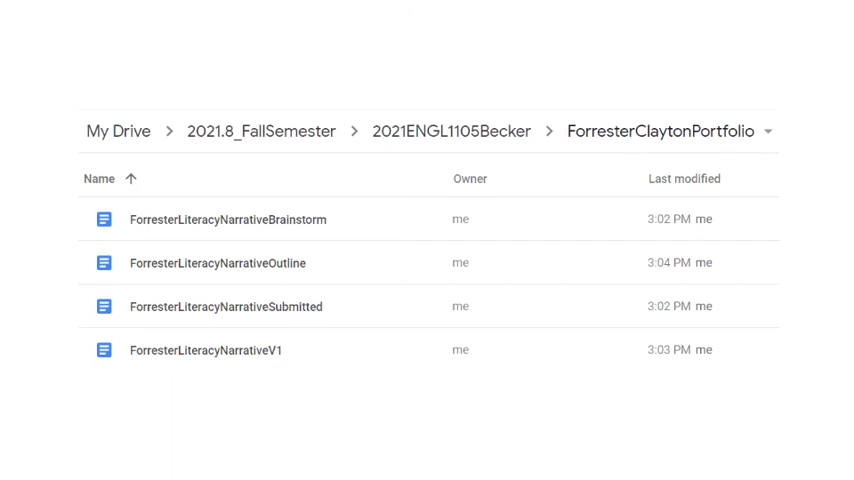 My Drive > 2021.8_FallSemester > 2021ENGL1105Becker > ForresterClaytonPortfolio
Name Owner Last modified
ForresterLiteracyNarrativeBrainstorm me 3:02 PM me
ForresterLiteracyNarrativeOutline me 3:04 PM me
ForresterLiteracyNarrativeSubmitted me 3:02 PM me
ForresterLiteracyNarrativeV1 me 3:03 PM me